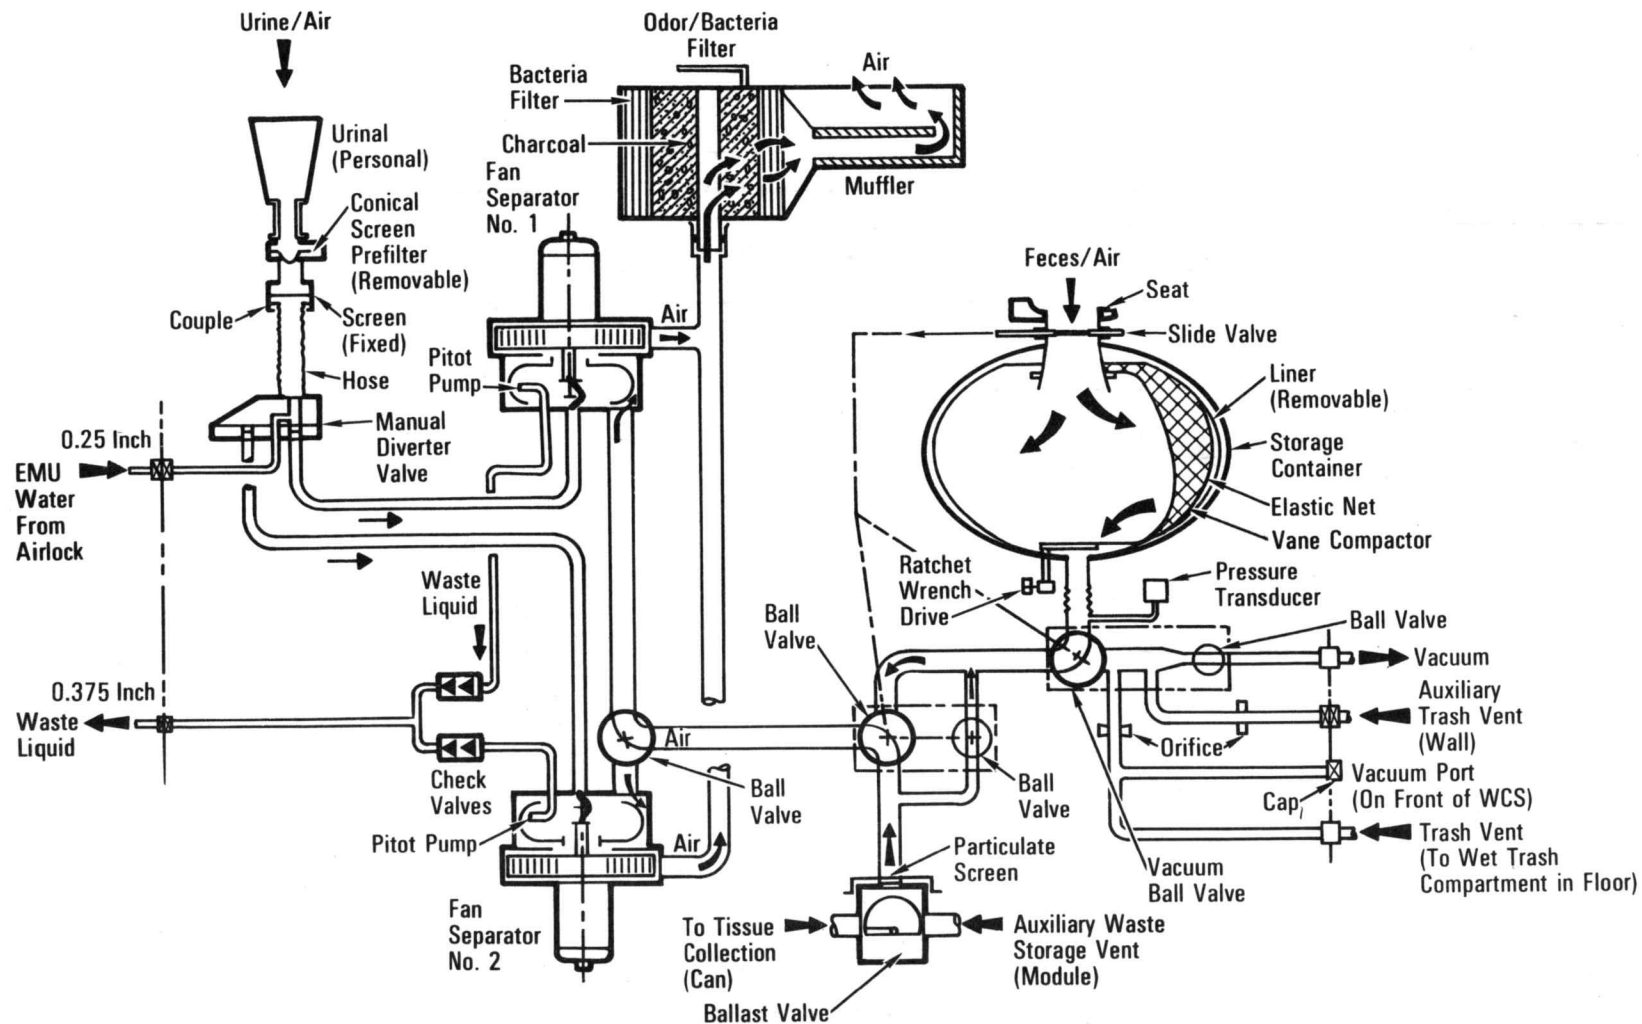 Urine/Air
Urinal
(Personal)
Conical
Screen
Prefilter
(Removable)
Couple
Screen
(Fixed)
Hose
Manual
Diverter
Valve
0.25 Inch
EMU
Water
From
Airlock
0.375 Inch
Waste
Liquid
Waste
Liquid
Check
Valves
Odor/Bacteria
Filter
Bacteria
Filter
Charcoal
Air
Muffler
Fan
Separator
No. 1
Air
Pitot
Pump
Pitot Pump
Air
Fan
Separator
No. 2
Air
Ball
Valve
Ball
Valve
Ball
Valve
Feces/Air
Seat
Slide Valve
Liner
(Removable)
Storage
Container
Elastic Net
Vane Compactor
Ratchet
Wrench
Drive
Pressure
Transducer
Ball Valve
Vacuum
Auxiliary
Trash Vent
(Wall)
Orifice
Cap
Vacuum Port
(On Front of WCS)
Trash Vent
(To Wet Trash
Compartment in Floor)
Vacuum
Ball Valve
Particulate
Screen
To Tissue
Collection
(Can)
Auxiliary Waste
Storage Vent
(Module)
Ballast Valve